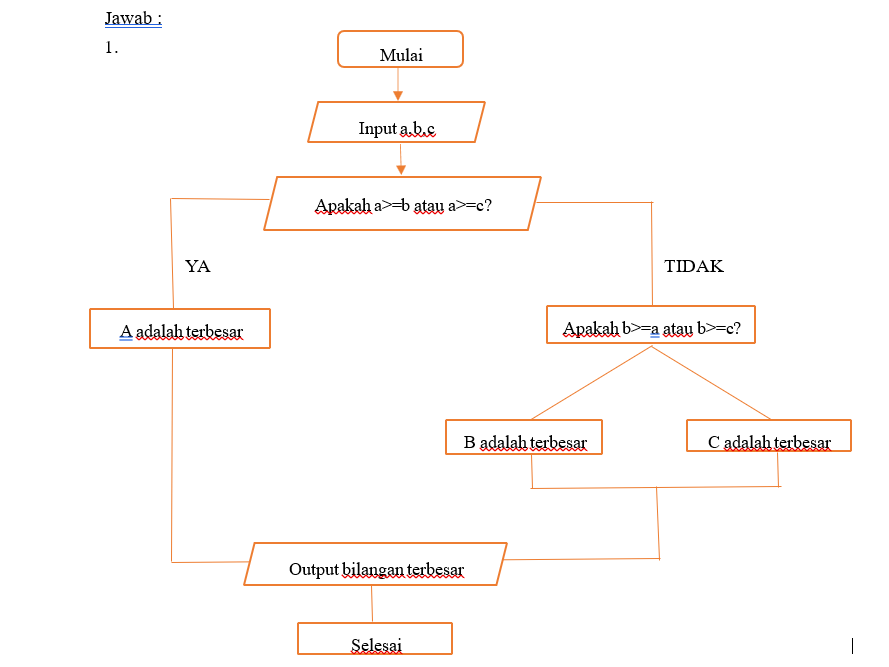 Jawab :
1.
Mulai
Input a,b,c
Apakah a>=b atau a>=c?
YA
TIDAK
A adalah terbesar
Apakah b>=a atau b>=c?
B adalah terbesar
C adalah terbesar
Output bilangan terbesar
Selesai